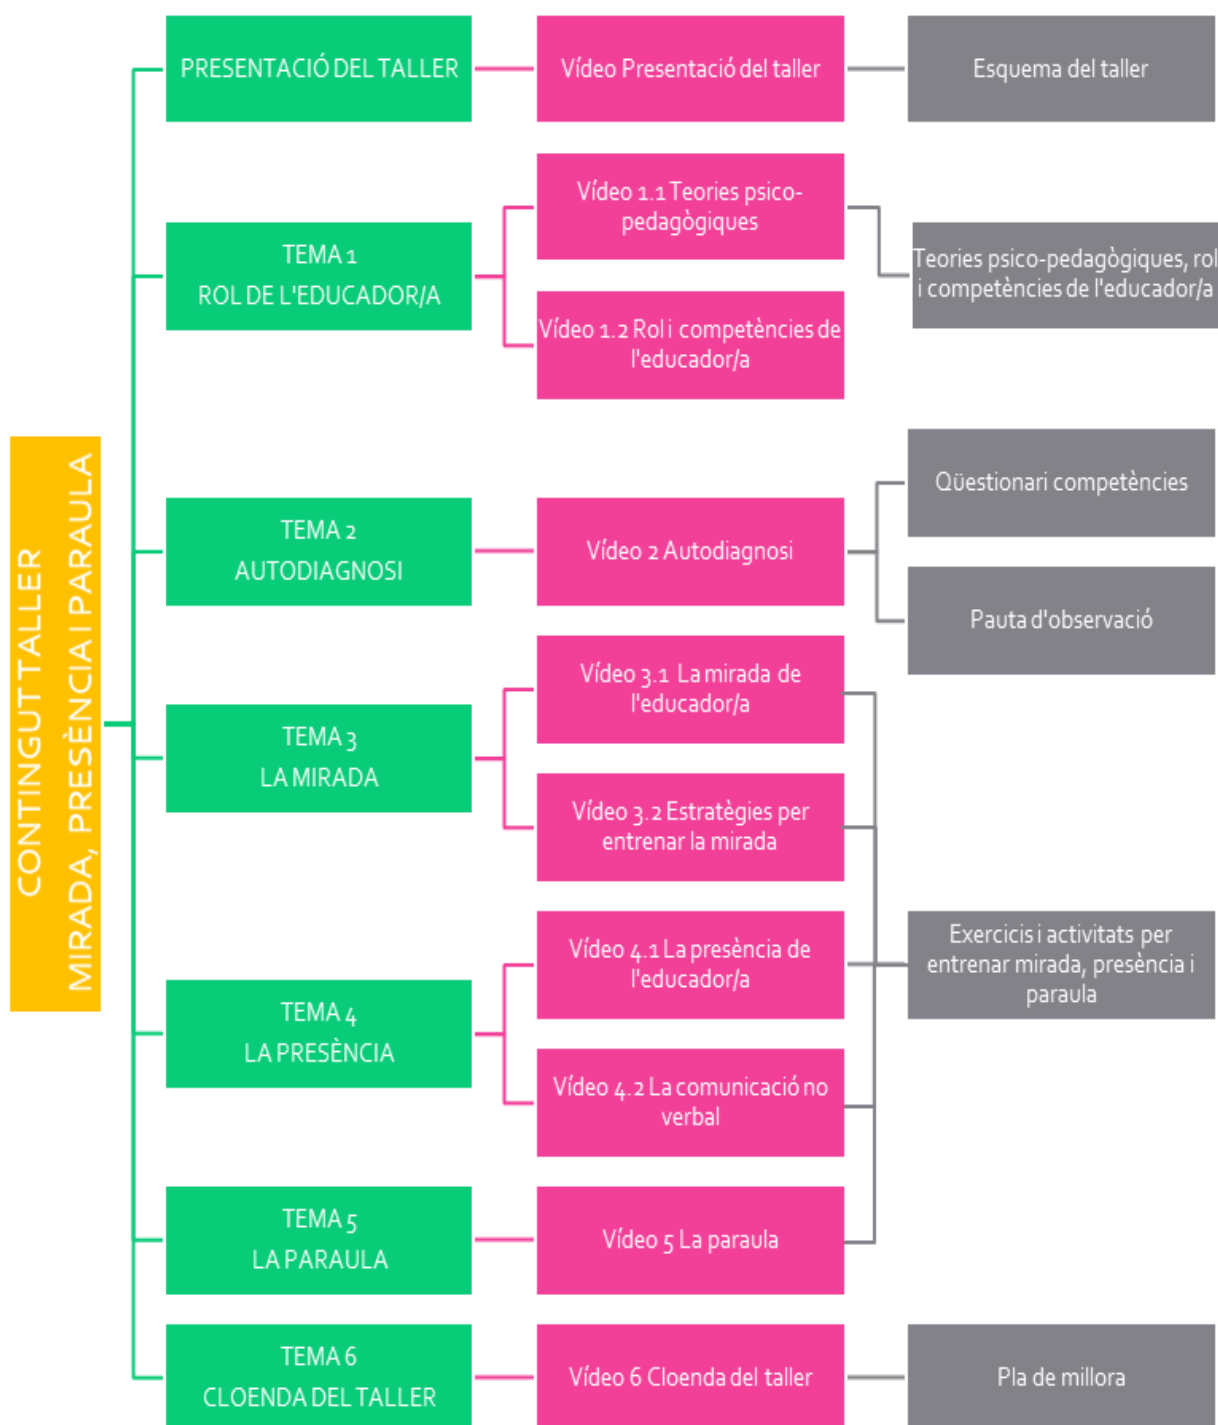 CONTINGUT TALLER
MIRADA, PRESÈNCIA I PARAULA
PRESENTACIÓ DEL TALLER
Vídeo Presentació del taller
Esquema del taller
TEMA 1
ROL DE L'EDUCADOR/A
Vídeo 1.1 Teories psico-
pedagògiques
Vídeo 1.2 Rol i competències de
l'educador/a
Teories psico-pedagògiques, rol
i competències de l'educador/a
TEMA 2
AUTODIAGNOSI
Vídeo 2 Autodiagnosi
Qüestionari competències
Pauta d'observació
TEMA 3
LA MIRADA
Vídeo 3.1 La mirada de
l'educador/a
Vídeo 3.2 Estratègies per
entrenar la mirada
TEMA 4
LA PRESÈNCIA
Vídeo 4.1 La presència de
l'educador/a
Vídeo 4.2 La comunicació no
verbal
Exercicis i activitats per
entrenar mirada, presència i
paraula
TEMA 5
LA PARAULA
Vídeo 5 La paraula
TEMA 6
CLOENDA DEL TALLER
Vídeo 6 Cloenda del taller
Pla de millora